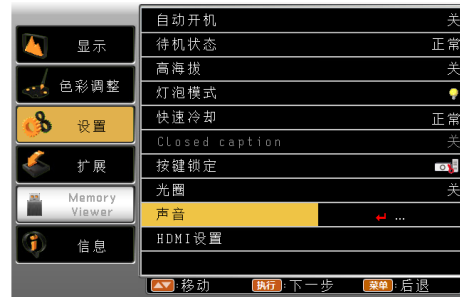 显示
色彩调整
设置
扩展
Memory
Viewer
信息
自动开机 关
待机状态 正常
高海拔 关
灯泡模式
快速冷却 正常
Closed caption 关
按键锁定
光圈 关
声音 ...
HDMI设置
:移动 执行:下一步 菜单:后退